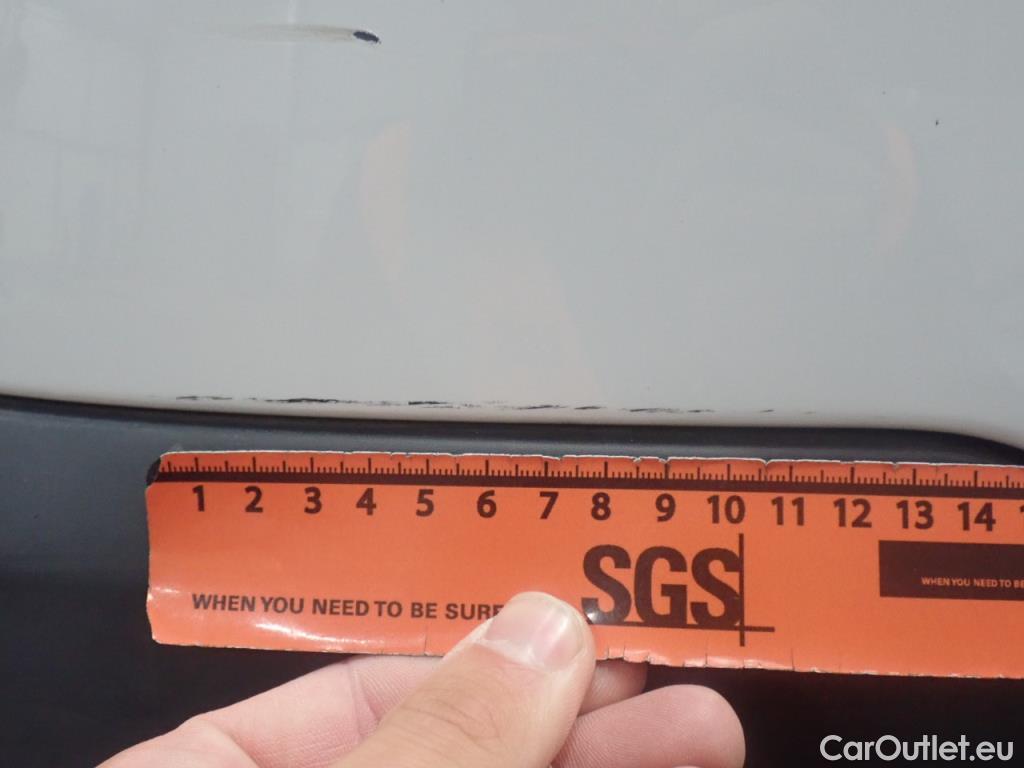 1 2 3 4 5 6 7 8 9 10 11 12 13 14
SGS
WHEN YOU NEED TO BE
WHEN YOU NEED TO BE SURE
CarOutlet.eu